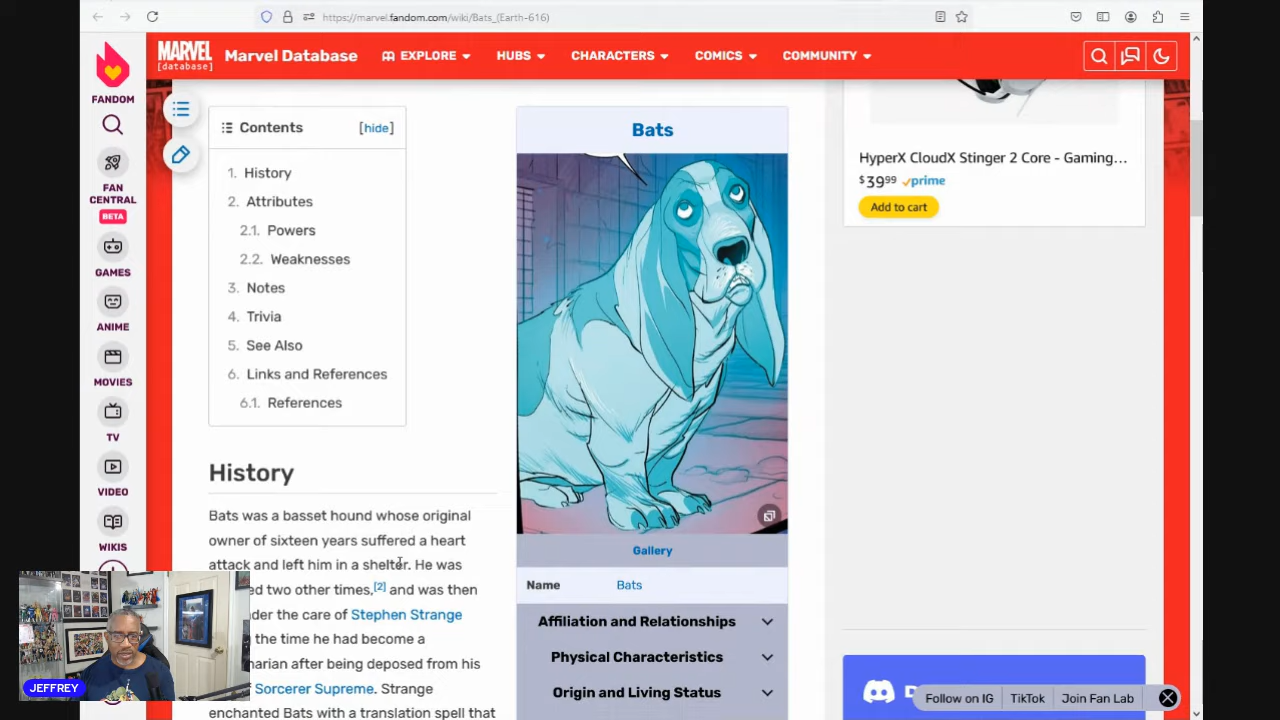 https://marvel.fandom.com/wiki/Bats_(Earth-616)
MARVEL
[database]
Marvel Database
EXPLORE
HUBS
CHARACTERS
COMICS
COMMUNITY
FANDOM
FAN
CENTRAL
BETA
GAMES
ANIME
MOVIES
TV
VIDEO
WIKIS
Contents
[hide]
1. History
2. Attributes
2.1. Powers
2.2. Weaknesses
3. Notes
4. Trivia
5. See Also
6. Links and References
6.1. References
History
Bats was a basset hound whose original
owner of sixteen years suffered a heart
attack and left him in a shelter. He was
two other times,[2] and was then
the care of Stephen Strange
the time he had become a
after being deposed from his
Sorcerer Supreme. Strange
enchanted Bats with a translation spell that
Bats
Gallery
Name Bats
Affiliation and Relationships
Physical Characteristics
Origin and Living Status
HyperX CloudX Stinger 2 Core - Gaming...
$39.99 prime
Add to cart
Follow on IG
TikTok
Join Fan Lab
JEFFREY